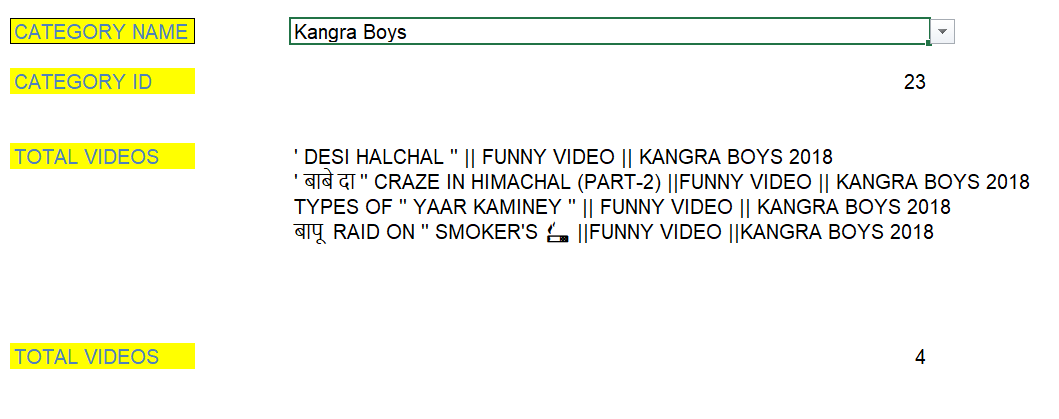 CATEGORY NAME Kangra Boys
CATEGORY ID 23
TOTAL VIDEOS ' DESI HALCHAL " || FUNNY VIDEO || KANGRA BOYS 2018
' बाबे दा " CRAZE IN HIMACHAL (PART-2) ||FUNNY VIDEO || KANGRA BOYS 2018
TYPES OF " YAAR KAMINEY " || FUNNY VIDEO || KANGRA BOYS 2018
बापू RAID ON " SMOKER'S 🚬 ||FUNNY VIDEO ||KANGRA BOYS 2018
TOTAL VIDEOS 4